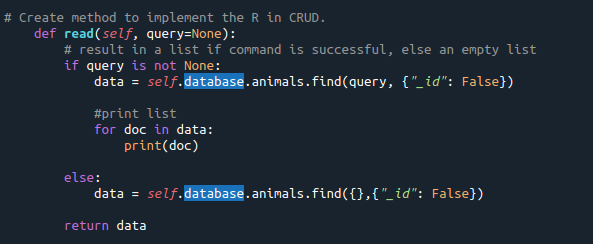 # Create method to implement the R in CRUD.
    def read(self, query=None):
        # result in a list if command is successful, else an empty list
        if query is not None:
            data = self.database.animals.find(query, {"_id": False})

            #print list
            for doc in data:
                print(doc)

        else:
            data = self.database.animals.find({},{"_id": False})

        return data